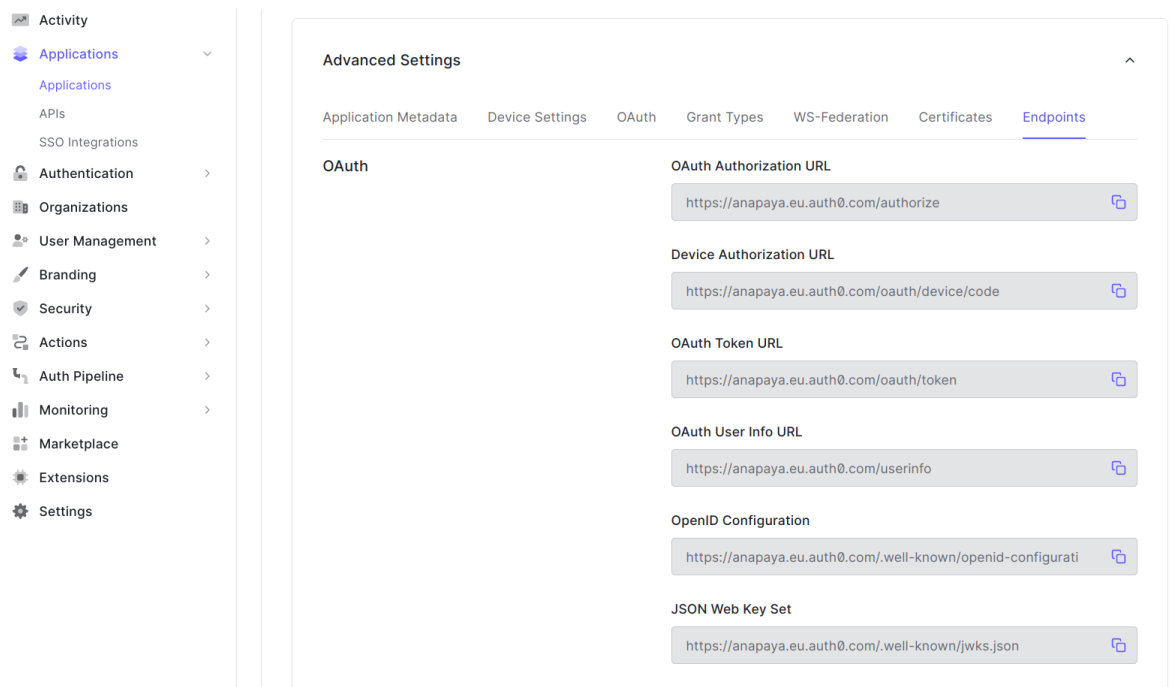 Activity
Applications
Applications
APIs
SSO Integrations
Authentication
Organizations
User Management
Branding
Security
Actions
Auth Pipeline
Monitoring
Marketplace
Extensions
Settings
Advanced Settings
Application Metadata Device Settings OAuth Grant Types WS-Federation Certificates Endpoints
OAuth
OAuth Authorization URL
https://anapaya.eu.auth0.com/authorize
Device Authorization URL
https://anapaya.eu.auth0.com/oauth/device/code
OAuth Token URL
https://anapaya.eu.auth0.com/oauth/token
OAuth User Info URL
https://anapaya.eu.auth0.com/userinfo
OpenID Configuration
https://anapaya.eu.auth0.com/.well-known/openid-configurati
JSON Web Key Set
https://anapaya.eu.auth0.com/.well-known/jwks.json